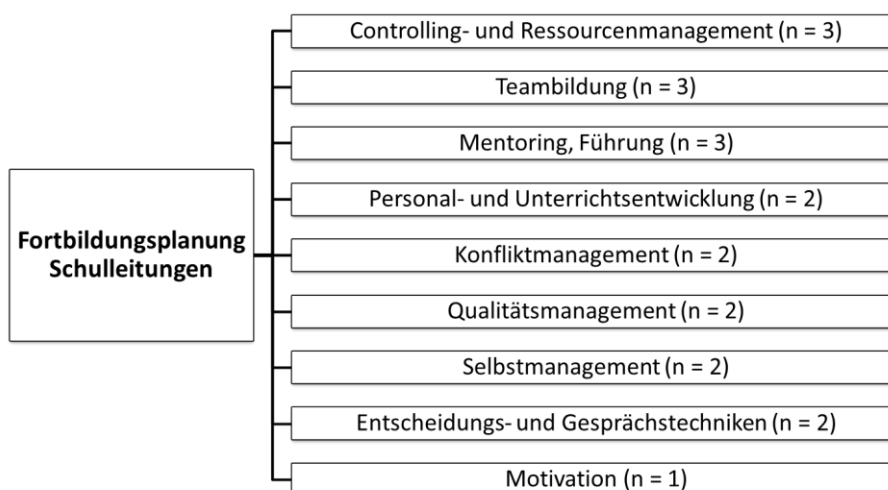 Controlling- und Ressourcenmanagement (n = 3)
Teambildung (n = 3)
Mentoring, Führung (n = 3)
Personal- und Unterrichtsentwicklung (n = 2)
Fortbildungsplanung
Schulleitungen
Konfliktmanagement (n = 2)
Qualitätsmanagement (n = 2)
Selbstmanagement (n = 2)
Entscheidungs- und Gesprächstechniken (n = 2)
Motivation (n = 1)